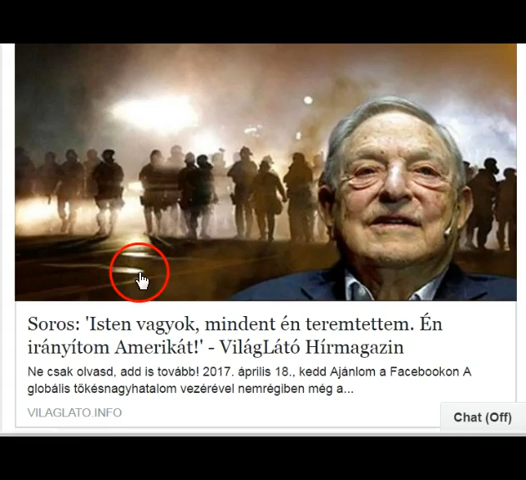 Soros: 'Isten vagyok, mindent én teremtettem. Én
irányítom Amerikát!' - VilágLátó Hírmagazin
Ne csak olvasd, add is tovább! 2017. április 18., kedd Ajánlom a Facebookon A
globális tőkésnagyhatalom vezérével nemrégiben még a...
VILAGLATO.INFO
Chat (Off)